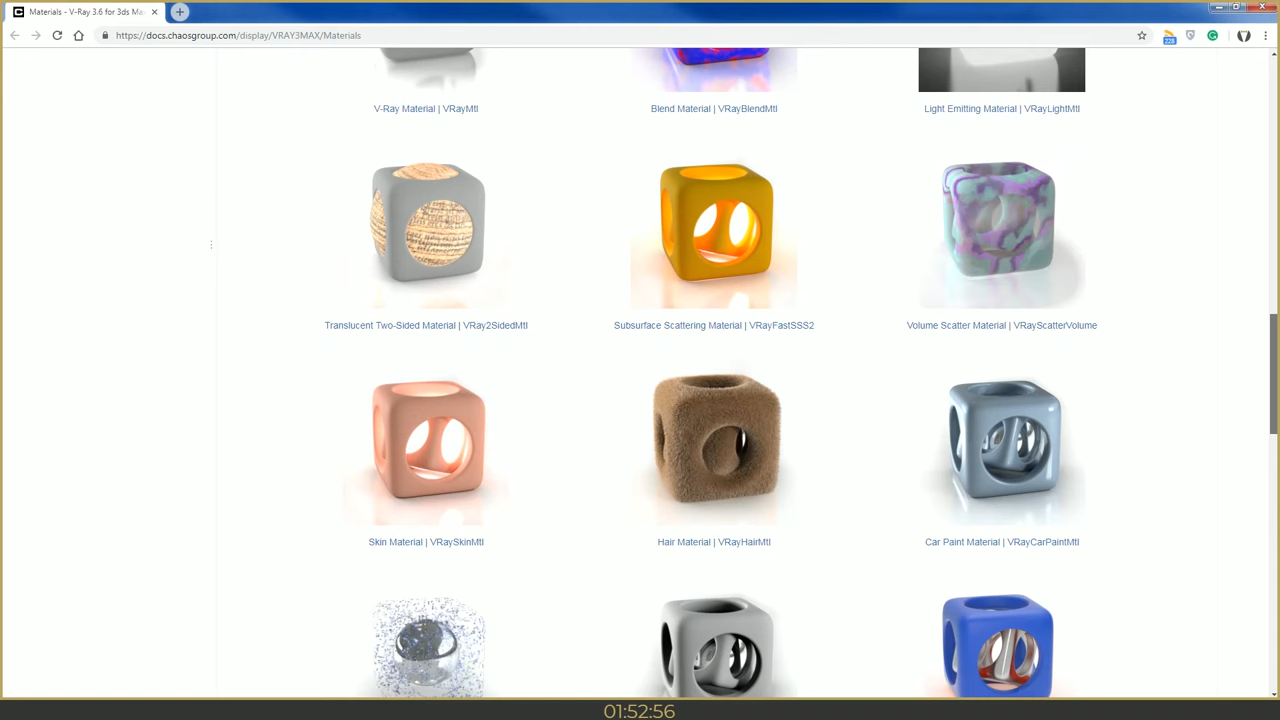 Materials - V-Ray 3.6 for 3ds Ma
https://docs.chaosgroup.com/display/VRAY3MAX/Materials
228
V-Ray Material | VRayMtl
Blend Material | VRayBlendMtl
Light Emitting Material | VRayLightMtl
Translucent Two-Sided Material | VRay2SidedMtl
Subsurface Scattering Material | VRayFastSSS2
Volume Scatter Material | VRayScatterVolume
Skin Material | VRaySkinMtl
Hair Material | VRayHairMtl
Car Paint Material | VRayCarPaintMtl
01:52:56